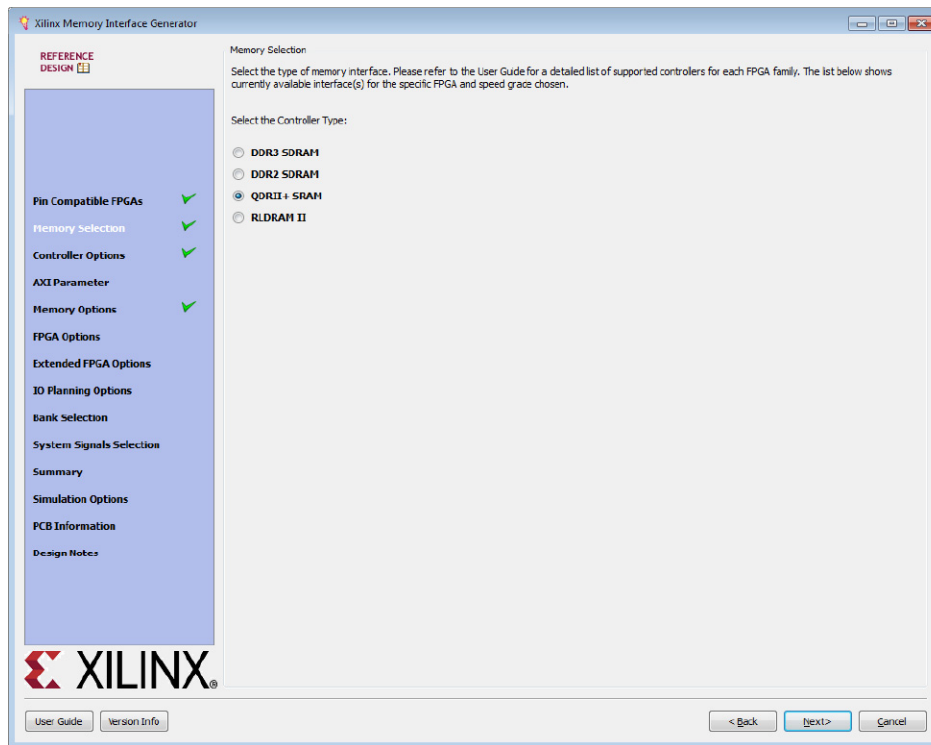 Xilinx Memory Interface Generator
REFERENCE
DESIGN
Pin Compatible FPGAs
Memory Selection
Controller Options
AXI Parameter
Memory Options
FPGA Options
Extended FPGA Options
IO Planning Options
Bank Selection
System Signals Selection
Summary
Simulation Options
PCB Information
Design Notes
XILINX®
Memory Selection
Select the type of memory interface. Please refer to the User Guide for a detailed list of supported controllers for each FPGA family. The list below shows
currently available interface(s) for the specific FPGA and speed grace chosen.
Select the Controller Type:
DDR3 SDRAM
DDR2 SDRAM
QDRII+ SRAM
RLDRAM II
User Guide
Version Info
< Back
Next>
Cancel